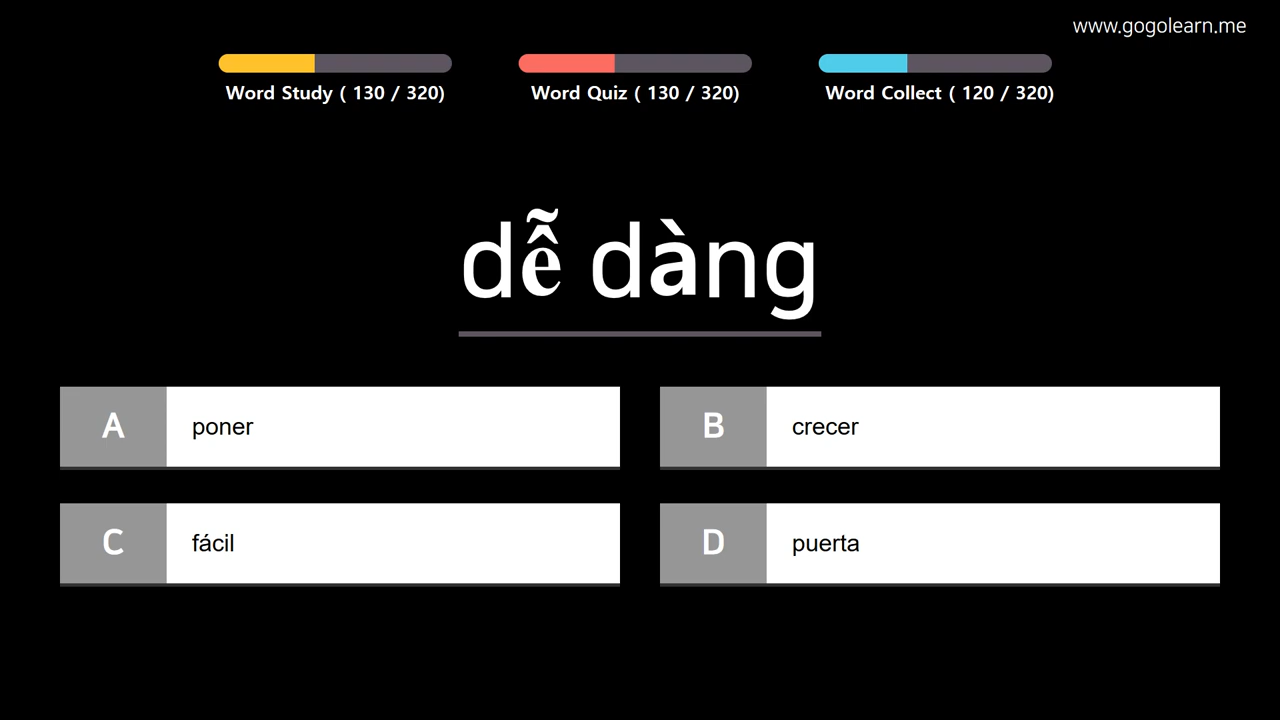 www.gogolearn.me
Word Study ( 130 / 320)
Word Quiz ( 130 / 320)
Word Collect ( 120 / 320)
dễ dàng
A poner
B crecer
C fácil
D puerta